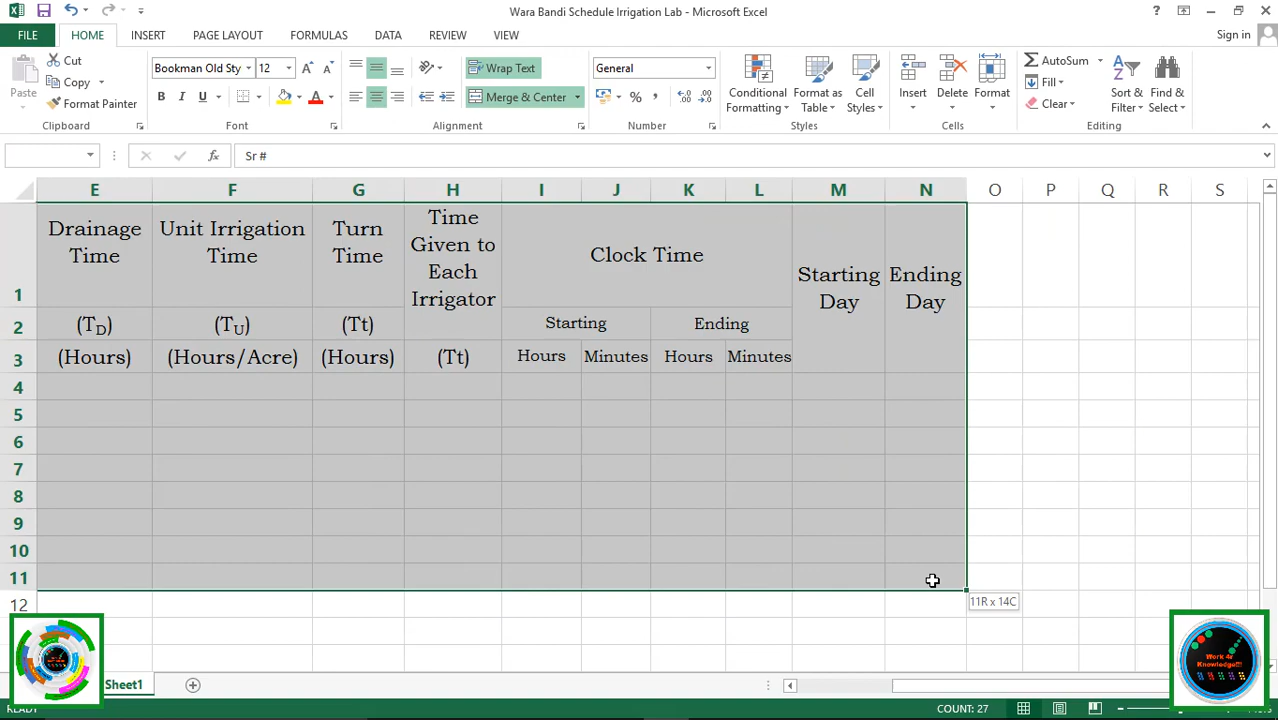 Wara Bandi Schedule Irrigation Lab - Microsoft Excel
FILE HOME INSERT PAGE LAYOUT FORMULAS DATA REVIEW VIEW Sign in
Paste
Cut
Copy
Format Painter
Clipboard
Bookman Old Sty 12
B I U
Font
Wrap Text
Merge & Center
Alignment
General
%
Number
Conditional Formatting
Format as Table
Cell Styles
Styles
Insert
Delete
Format
Cells
AutoSum
Fill
Clear
Sort & Filter
Find & Select
Editing
Sr #
E F G H I J K L M N O P Q R S
Drainage Time
Unit Irrigation Time
Turn Time
Time Given to Each Irrigator
Clock Time
Starting Day
Ending Day
1
2 (TD) (TU) (Tt) Starting Ending
3 (Hours) (Hours/Acre) (Hours) (Tt) Hours Minutes Hours Minutes
4
5
6
7
8
9
10
11
11R x 14C
12
Work 4r Knowledge!!!
Sheet1
COUNT: 27